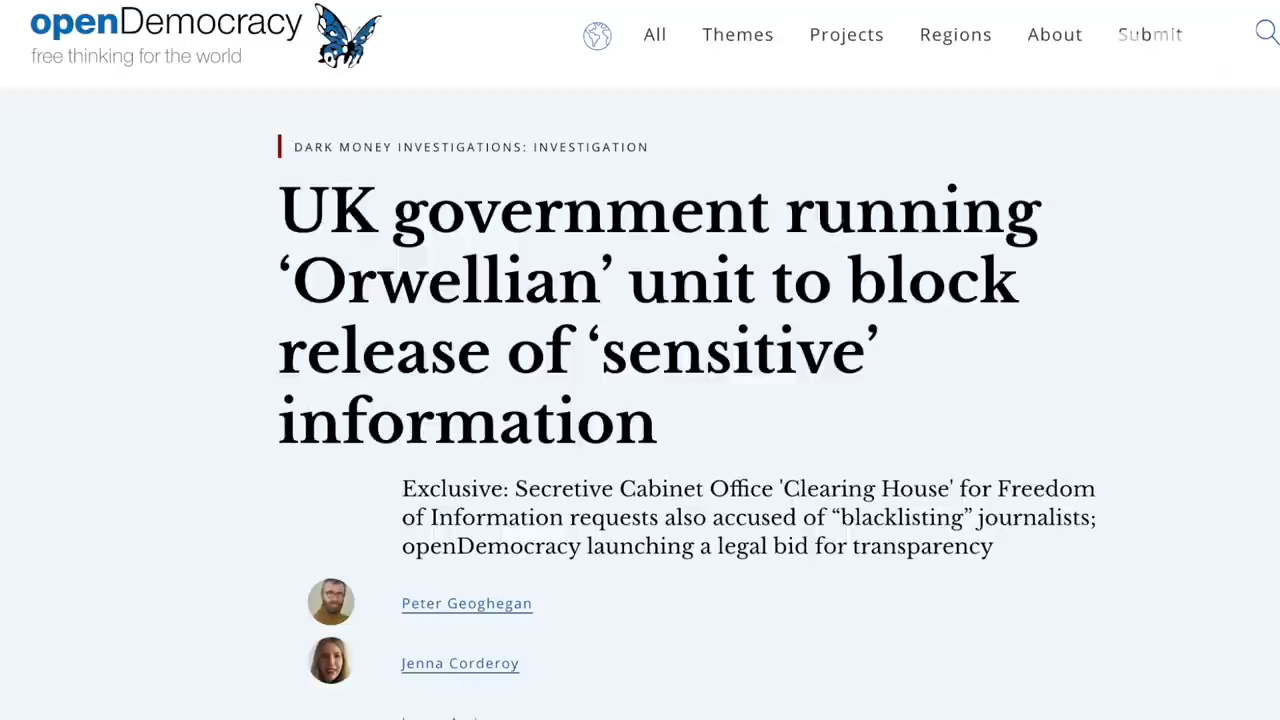 openDemocracy
free thinking for the world
All Themes Projects Regions About Submit
DARK MONEY INVESTIGATIONS: INVESTIGATION
UK government running
‘Orwellian’ unit to block
release of ‘sensitive’
information
Exclusive: Secretive Cabinet Office 'Clearing House' for Freedom
of Information requests also accused of “blacklisting” journalists;
openDemocracy launching a legal bid for transparency
Peter Geoghegan
Jenna Corderoy